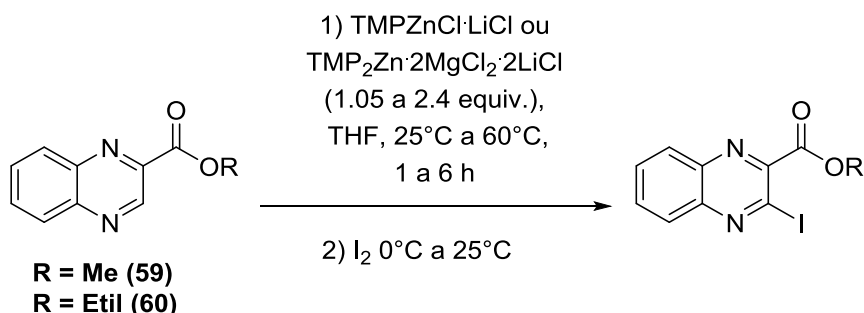 1) TMPZnCl·LiCl ou
TMP₂Zn·2MgCl₂·2LiCl
(1.05 a 2.4 equiv.),
THF, 25°C a 60°C,
1 a 6 h
2) I₂ 0°C a 25°C
N
N
O
OR
R = Me (59)
R = Etil (60)
N
N
O
OR
I